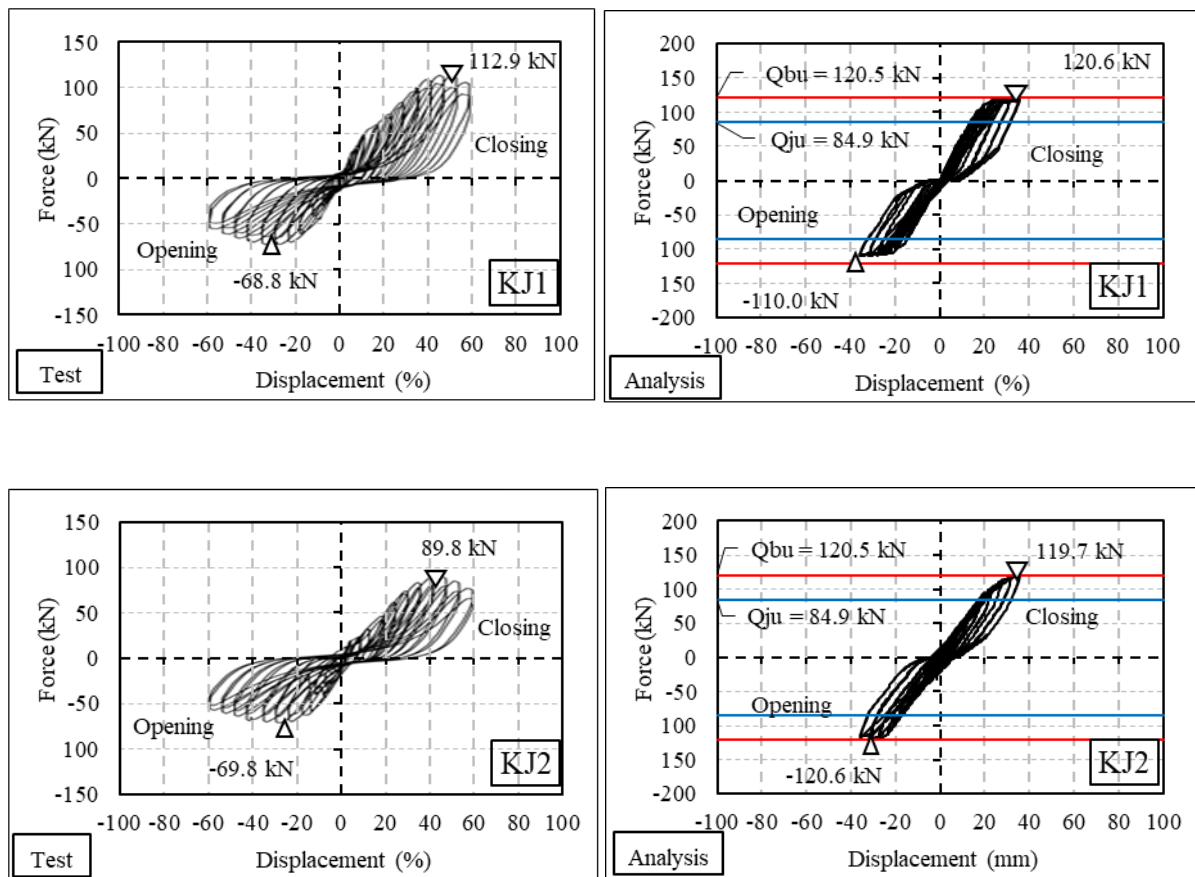 150
100
50
0
-50
100
-150
Force (kN)
112.9 kN
Closing
Opening
-68.8 kN
KJ1
-100 -80 -60 -40 -20 0 20 40 60 80 100
Test
Displacement (%)
200
150
100
50
0
-50
100
-150
-200
Force (kN)
Qbu = 120.5 kN
120.6 kN
Qju = 84.9 kN
Closing
Opening
-110.0 kN
KJ1
-100 -80 -60 -40 -20 0 20 40 60 80 100
Analysis
Displacement (%)
150
100
50
0
-50
100
-150
Force (kN)
89.8 kN
Closing
Opening
-69.8 kN
KJ2
-100 -80 -60 -40 -20 0 20 40 60 80 100
Test
Displacement (%)
200
150
100
50
0
-50
100
-150
-200
Force (kN)
Qbu = 120.5 kN
119.7 kN
Qju = 84.9 kN
Closing
Opening
-120.6 kN
KJ2
-100 -80 -60 -40 -20 0 20 40 60 80 100
Analysis
Displacement (mm)